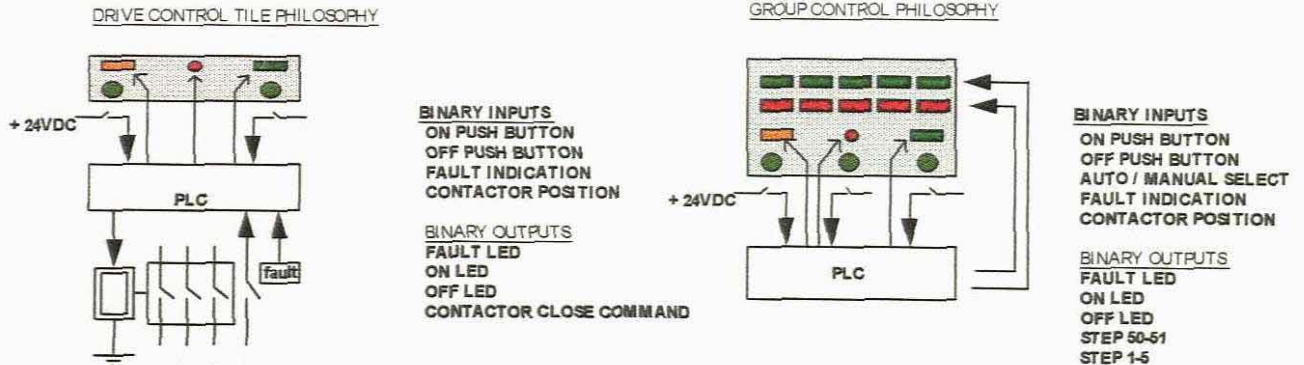 DRIVE CONTROL TILE PHILOSOPHY
+ 24VDC
PLC
fault
BINARY INPUTS
ON PUSH BUTTON
OFF PUSH BUTTON
FAULT INDICATION
CONTACTOR POSITION
BINARY OUTPUTS
FAULT LED
ON LED
OFF LED
CONTACTOR CLOSE COMMAND
GROUP CONTROL PHILOSOPHY
+ 24VDC
PLC
BINARY INPUTS
ON PUSH BUTTON
OFF PUSH BUTTON
AUTO / MANUAL SELECT
FAULT INDICATION
CONTACTOR POSITION
BINARY OUTPUTS
FAULT LED
ON LED
OFF LED
STEP 50-51
STEP 1-5